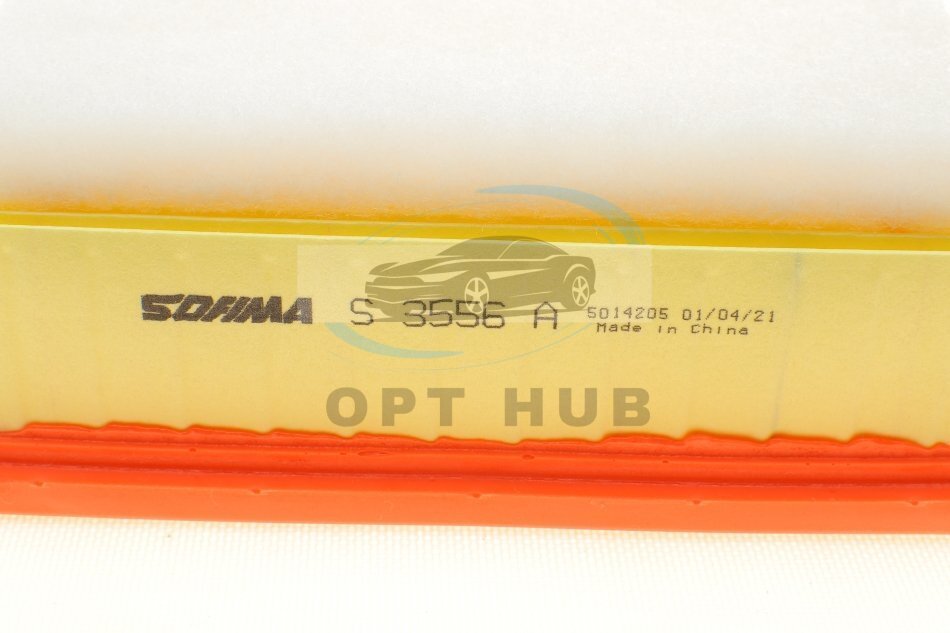 SOFIMA S 3556 A 5014205 01/04/21
Made in China
OPT HUB